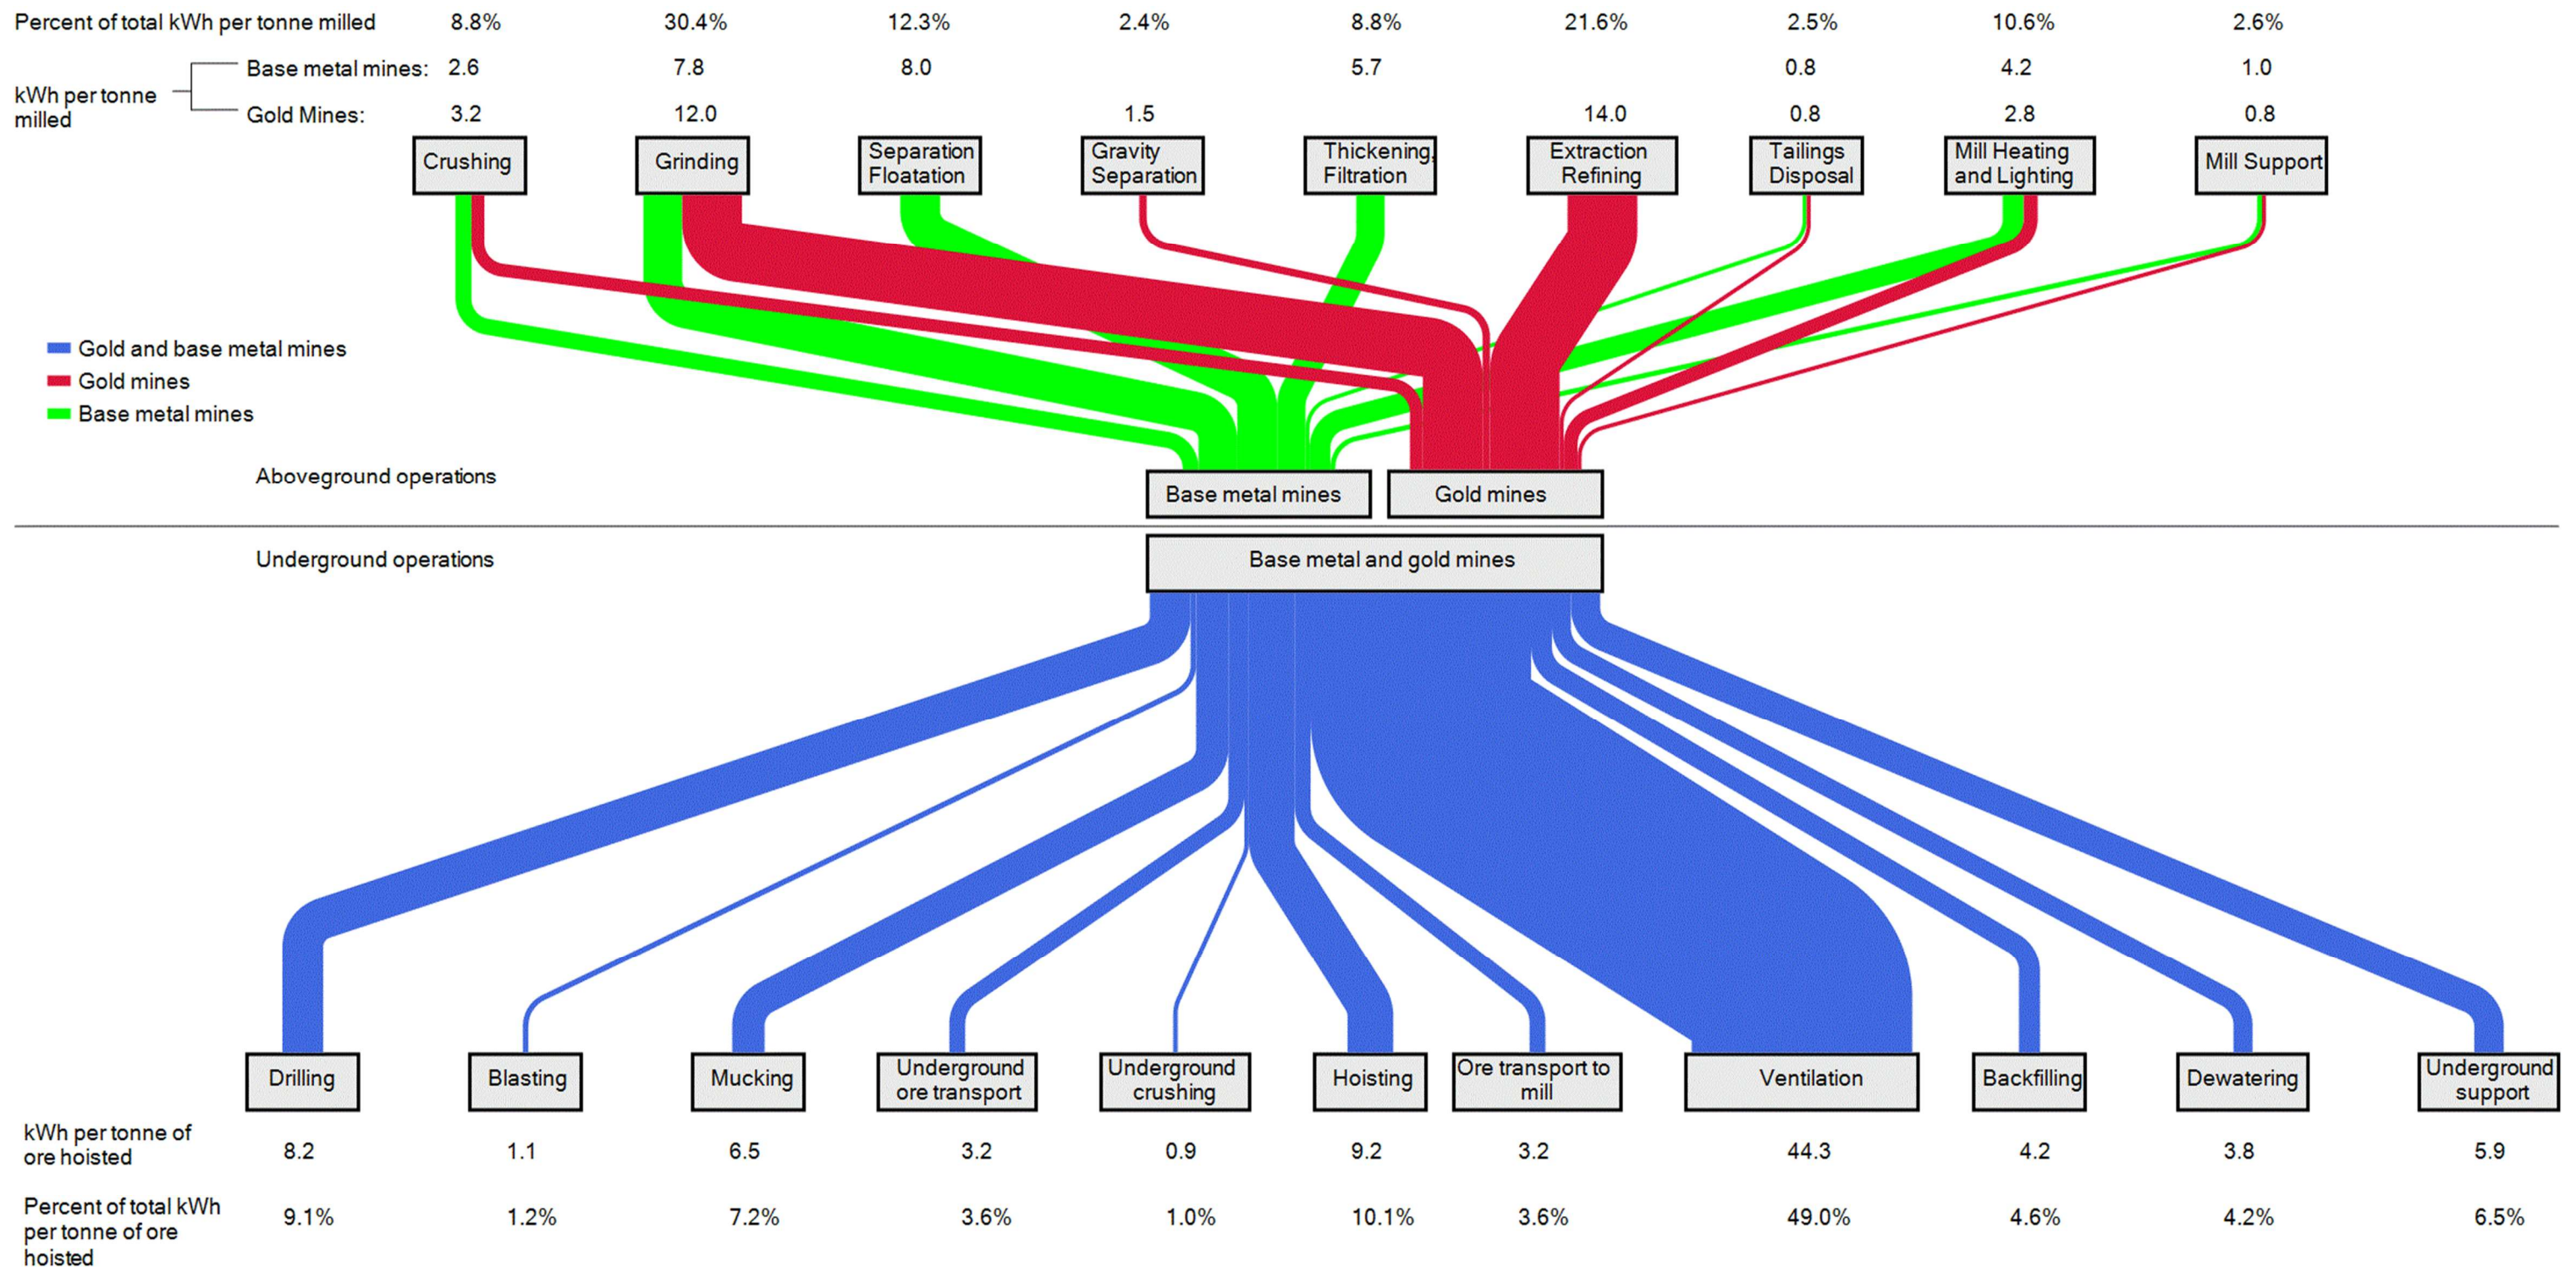 Percent of total kWh per tonne milled 8.8% 30.4% 12.3% 2.4% 8.8% 21.6% 2.5% 10.6% 2.6%
Base metal mines: 2.6 7.8 8.0 5.7 0.8 4.2 1.0
kWh per tonne
milled
Gold Mines: 3.2 12.0 1.5 14.0 0.8 2.8 0.8
Crushing
Grinding
Separation
Floatation
Gravity
Separation
Thickening,
Filtration
Extraction
Refining
Tailings
Disposal
Mill Heating
and Lighting
Mill Support
Gold and base metal mines
Gold mines
Base metal mines
Aboveground operations
Base metal mines
Gold mines
Underground operations
Base metal and gold mines
Drilling
Blasting
Mucking
Underground
ore transport
Underground
crushing
Hoisting
Ore transport to
mill
Ventilation
Backfilling
Dewatering
Underground
support
kWh per tonne of
ore hoisted
8.2 1.1 6.5 3.2 0.9 9.2 3.2 44.3 4.2 3.8 5.9
Percent of total kWh
per tonne of ore
hoisted
9.1% 1.2% 7.2% 3.6% 1.0% 10.1% 3.6% 49.0% 4.6% 4.2% 6.5%